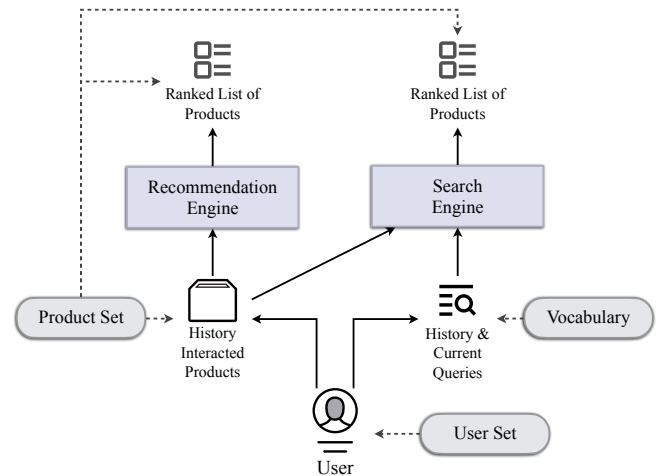 Ranked List of
Products
Ranked List of
Products
Recommendation
Engine
Search
Engine
Product Set
History
Interacted
Products
History &
Current
Queries
Vocabulary
User Set
User